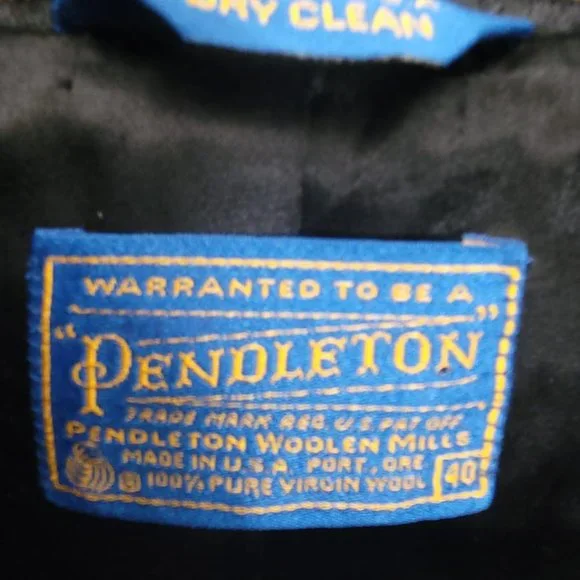 DRY CLEAN
WARRANTED TO BE A
"PENDLETON"
TRADE MARK REG. U.S. PAT. OFF.
PENDLETON WOOLEN MILLS
MADE IN U.S.A. PORT., ORE
R 100% PURE VIRGIN WOOL 40